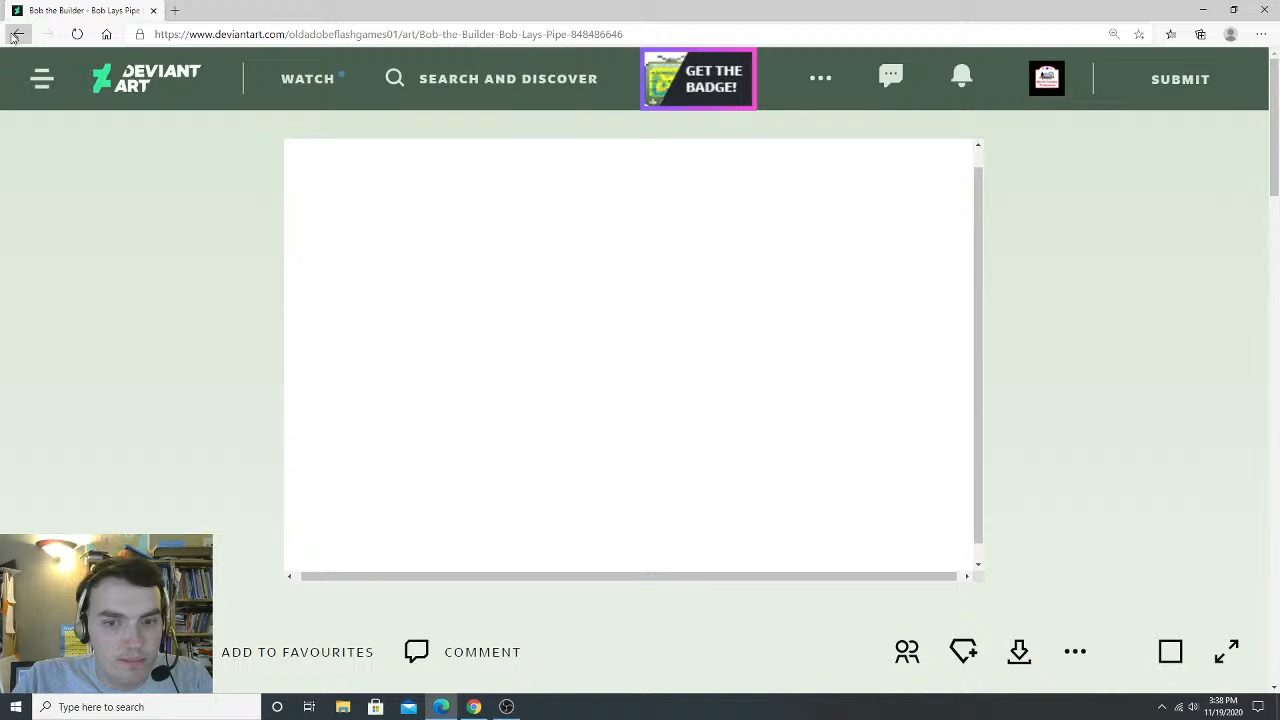 Bob the Builder - Bob Lays Pipe
https://www.deviantart.com/oldadobeflashgames01/art/Bob-the-Builder-Bob-Lays-Pipe-848486646
DEVIANT ART
WATCH
SEARCH AND DISCOVER
GET THE BADGE!
SUBMIT
ADD TO FAVOURITES
COMMENT
Type here to search
3:38 PM
11/19/2020